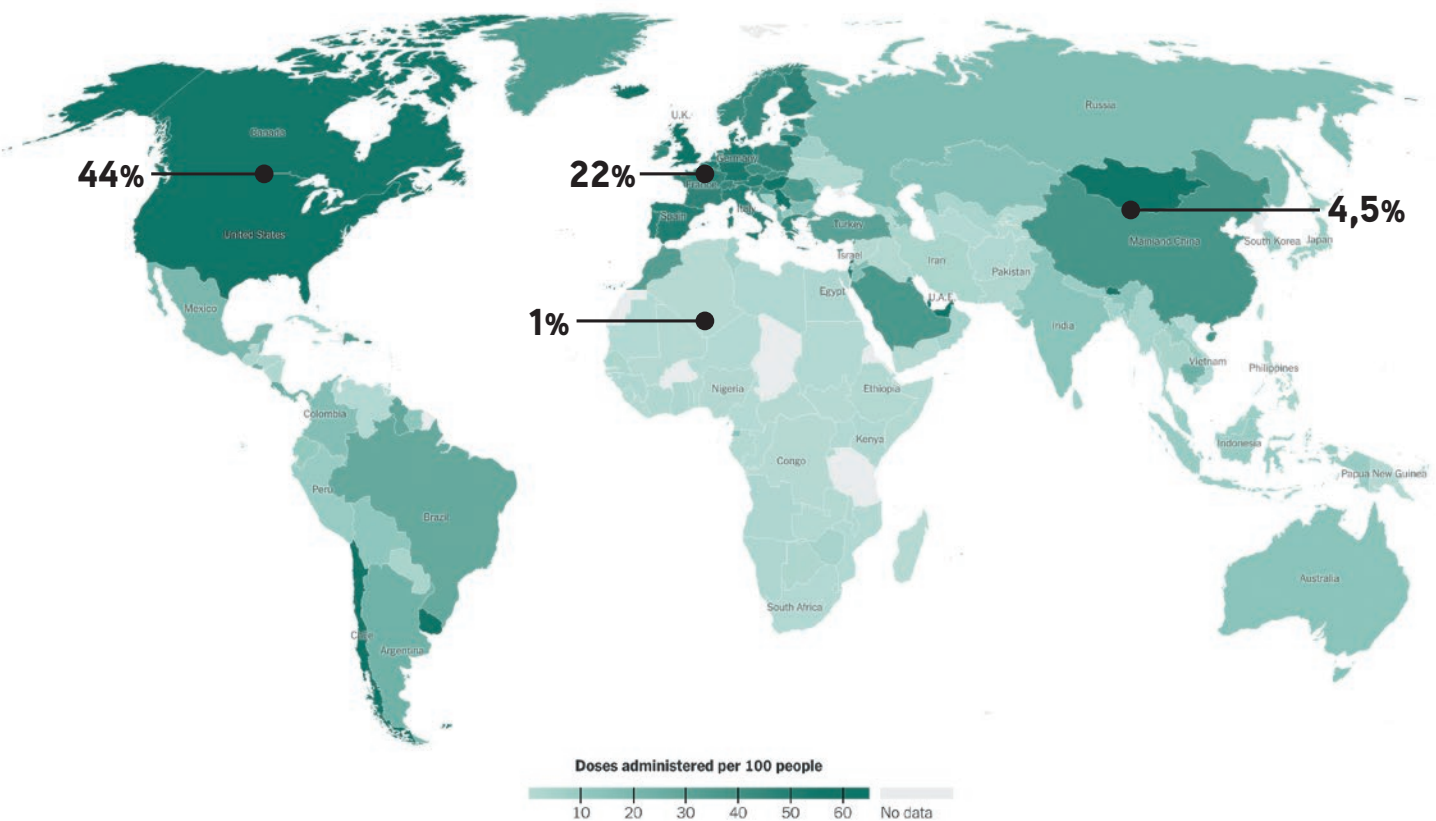 U.K.
Russia
Canada
44%
22%
Germany
France
Spain
Italy
Turkey
4,5%
United States
Mainland China
South Korea
Japan
Israel
Iran
Pakistan
Mexico
Egypt
U.A.E.
1%
India
Vietnam
Philippines
Nigeria
Ethiopia
Colombia
Kenya
Indonesia
Congo
Papua New Guinea
Peru
Brazil
Australia
South Africa
Chile
Argentina
Doses administered per 100 people
10 20 30 40 50 60 No data